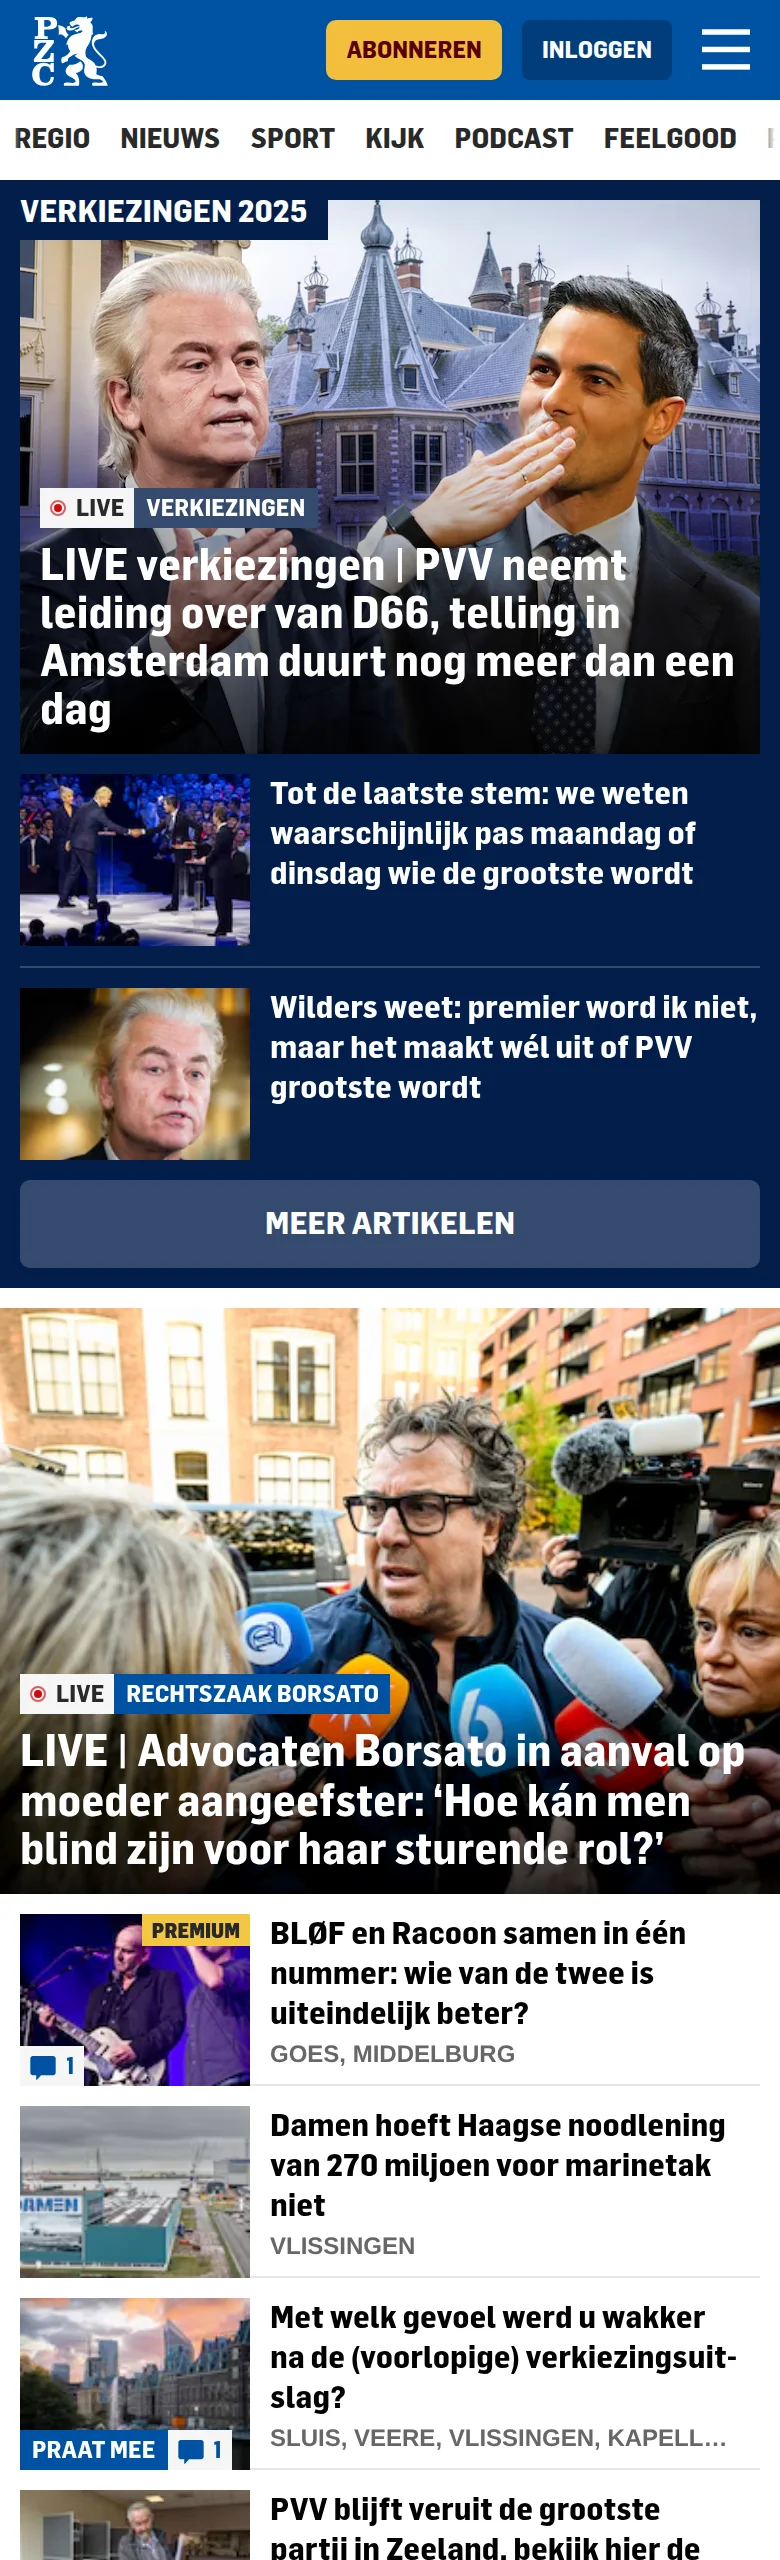 PZC
ABONNEREN
INLOGGEN
REGIO NIEUWS SPORT KIJK PODCAST FEELGOOD
VERKIEZINGEN 2025
LIVE VERKIEZINGEN
LIVE verkiezingen | PVV neemt
leiding over van D66, telling in
Amsterdam duurt nog meer dan een
dag
Tot de laatste stem: we weten
waarschijnlijk pas maandag of
dinsdag wie de grootste wordt
Wilders weet: premier word ik niet,
maar het maakt wél uit of PVV
grootste wordt
MEER ARTIKELEN
6
LIVE RECHTSZAAK BORSATO
LIVE | Advocaten Borsato in aanval op
moeder aangeefster: ‘Hoe kán men
blind zijn voor haar sturende rol?’
PREMIUM
1
BLØF en Racoon samen in één
nummer: wie van de twee is
uiteindelijk beter?
GOES, MIDDELBURG
DAMEN
Damen hoeft Haagse noodlening
van 270 miljoen voor marinetak
niet
VLISSINGEN
PRAAT MEE 1
Met welk gevoel werd u wakker
na de (voorlopige) verkiezingsuit-
slag?
SLUIS, VEERE, VLISSINGEN, KAPELL...
PVV blijft veruit de grootste
partij in Zeeland, bekijk hier de